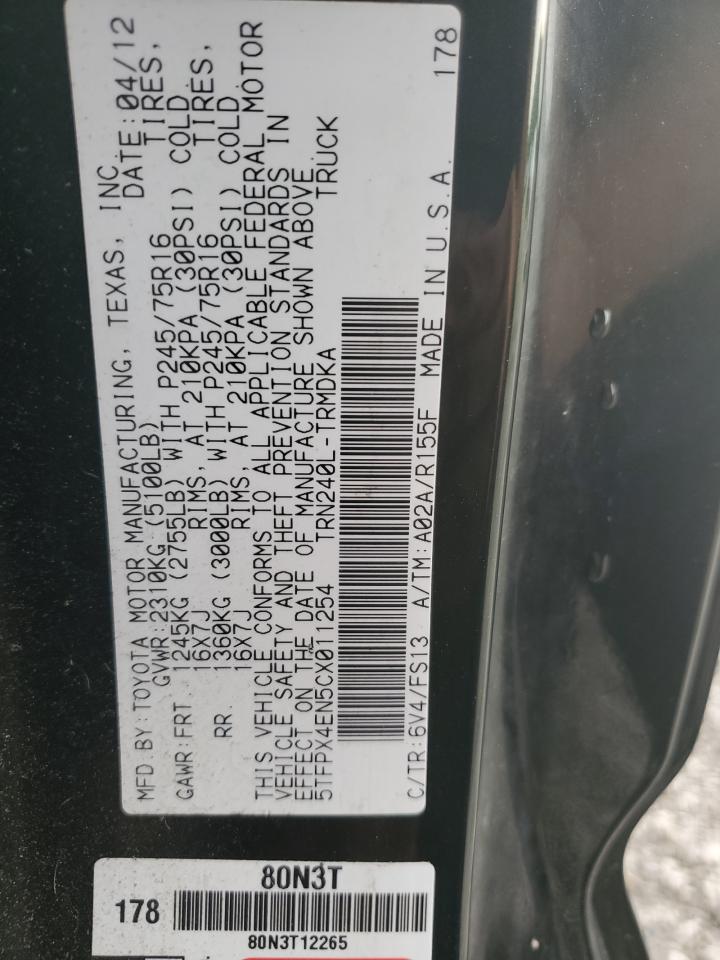 MFD.BY:TOYOTA MOTOR MANUFACTURING, TEXAS, INC.
GVWR:2310KG (5100LB) DATE:04/12
GAWR:FRT. 1245KG (2755LB) WITH P245/75R16 TIRES,
16X7J RIMS, AT 210KPA (30PSI) COLD
RR. 1360KG (3000LB) WITH P245/75R16 TIRES,
16X7J RIMS, AT 210KPA (30PSI) COLD
THIS VEHICLE CONFORMS TO ALL APPLICABLE FEDERAL MOTOR
VEHICLE SAFETY AND THEFT PREVENTION STANDARDS IN
EFFECT ON THE DATE OF MANUFACTURE SHOWN ABOVE.
5TFPX4EN5CX011254 TRN240L-TRMDKA TRUCK
C/TR:6V4/FS13 A/TM:A02A/R155F MADE IN U.S.A. 178
80N3T
178
80N3T12265